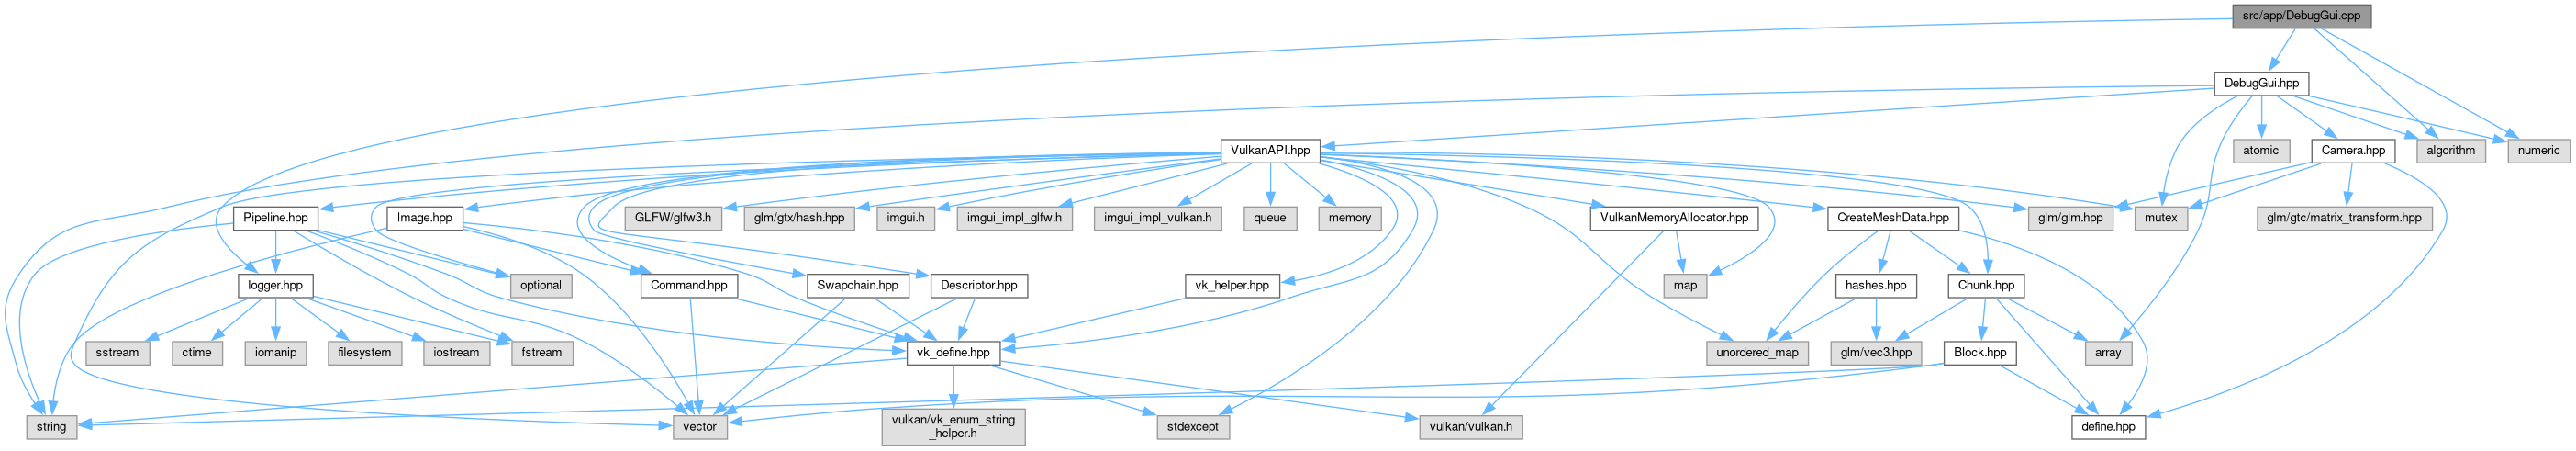 src/app/DebugGui.cpp
DebugGui.hpp
VulkanAPI.hpp
atomic
Camera.hpp
algorithm
numeric
Pipeline.hpp
Image.hpp
GLFW/glfw3.h
glm/gtx/hash.hpp
imgui.h
imgui_impl_glfw.h
imgui_impl_vulkan.h
queue
memory
VulkanMemoryAllocator.hpp
CreateMeshData.hpp
glm/glm.hpp
mutex
glm/gtc/matrix_transform.hpp
logger.hpp
optional
Command.hpp
Swapchain.hpp
Descriptor.hpp
vk_helper.hpp
map
hashes.hpp
Chunk.hpp
sstream
ctime
iomanip
filesystem
iostream
fstream
vk_define.hpp
unordered_map
glm/vec3.hpp
Block.hpp
array
string
vector
vulkan/vk_enum_string
_helper.h
stdexcept
vulkan/vulkan.h
define.hpp